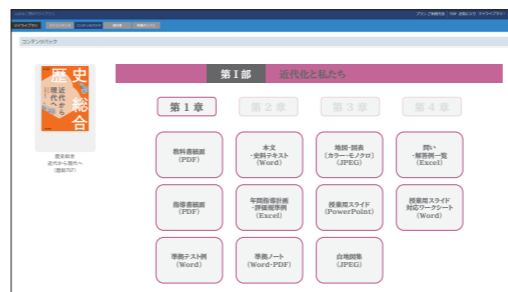 コンテンツパック
歴史総合
近代から
現代へ
歴史総合
近代から現代へ
第Ⅰ部 近代化と私たち
第1章
第2章
第3章
第4章
教科書紙面
(PDF)
本文
・史料テキスト
(Word)
地図・図表
[カラー・モノクロ]
(JPEG)
問い
・解答例一覧
(Excel)
指導書紙面
(PDF)
年間指導計画
・評価規準例
(Excel)
授業用スライド
(PowerPoint)
授業用スライド
対応ワークシート
(Word)
準拠テスト例
(Word)
準拠ノート
(Word・PDF)
白地図集
(JPEG)